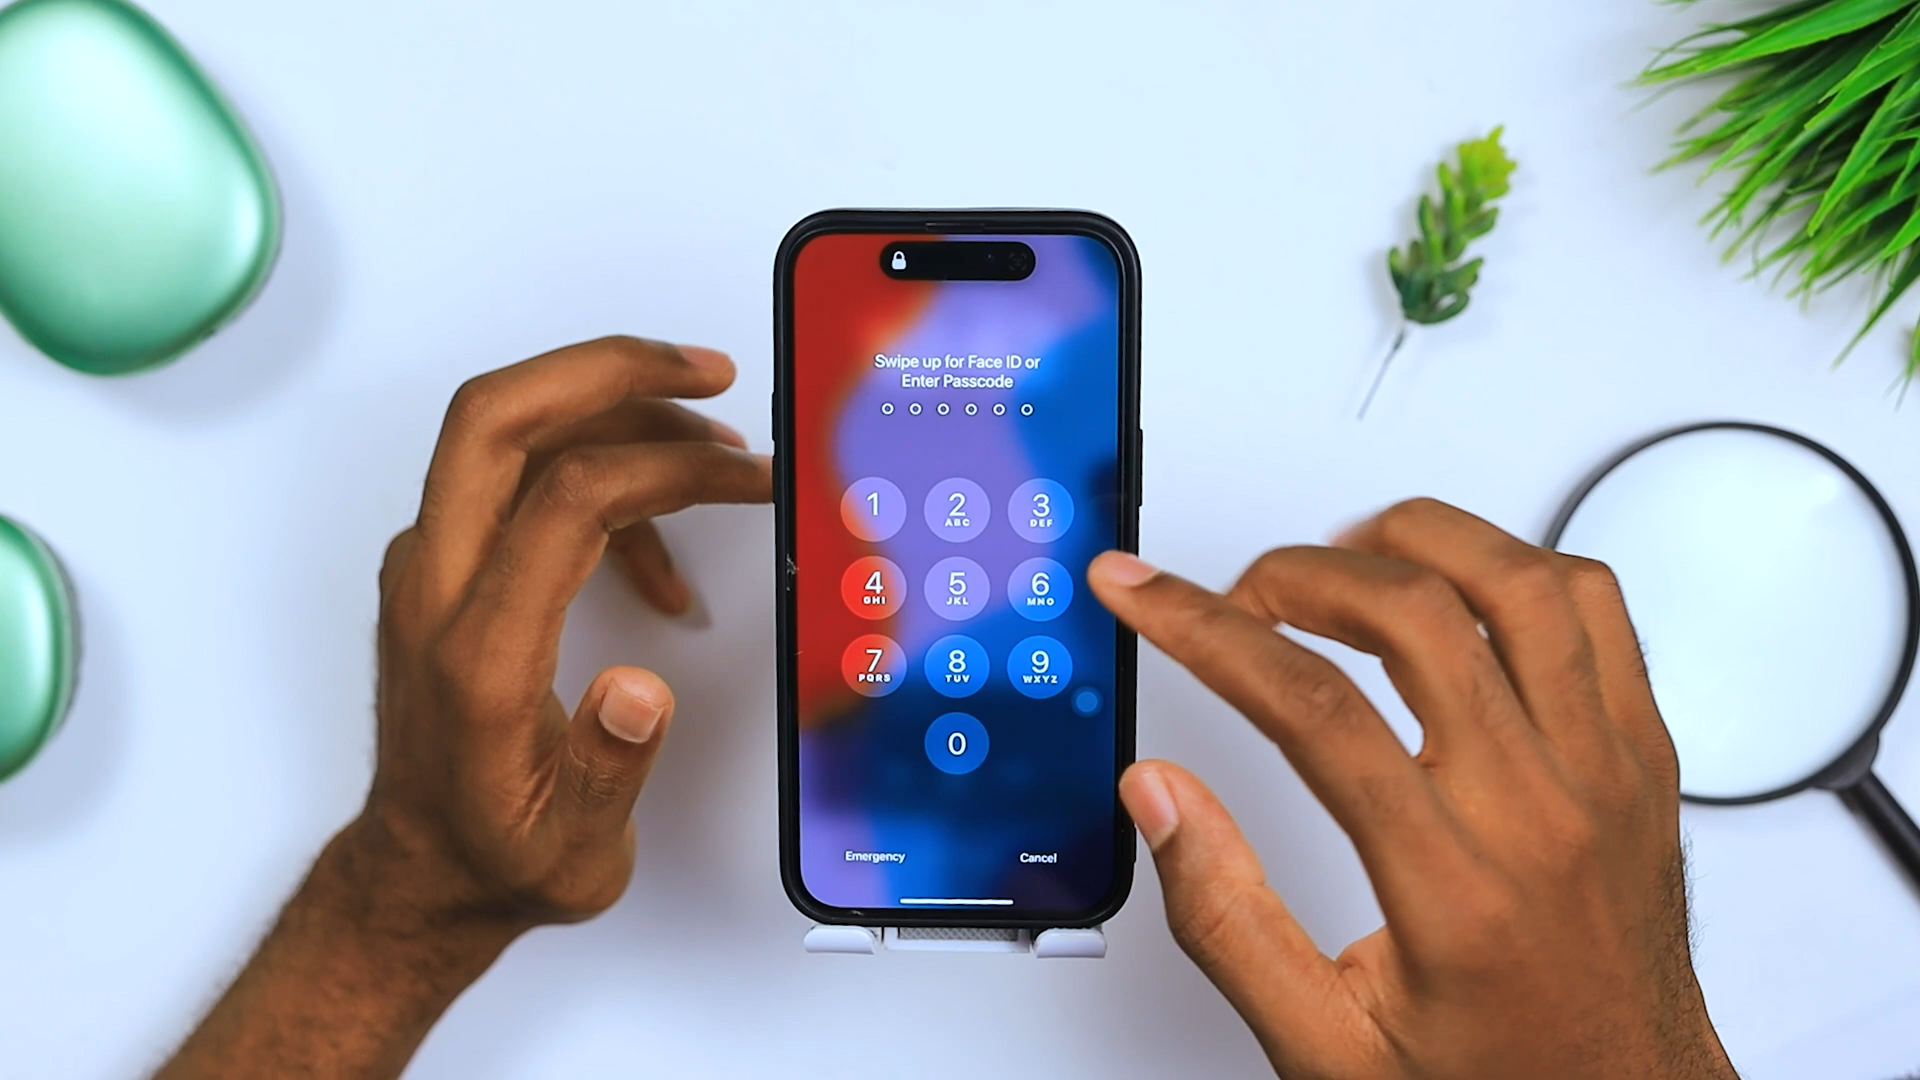 Swipe up for Face ID or
Enter Passcode
1 2 3
ABC DEF
4 5 6
GHI JKL MNO
7 8 9
PQRS TUV WXYZ
0
Emergency Cancel